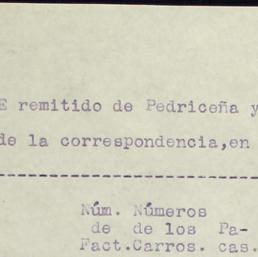 E remitido de Pedriceña y
de la correspondencia,en
Núm. Números
de de los Pa-
Fact.Carros. cas.